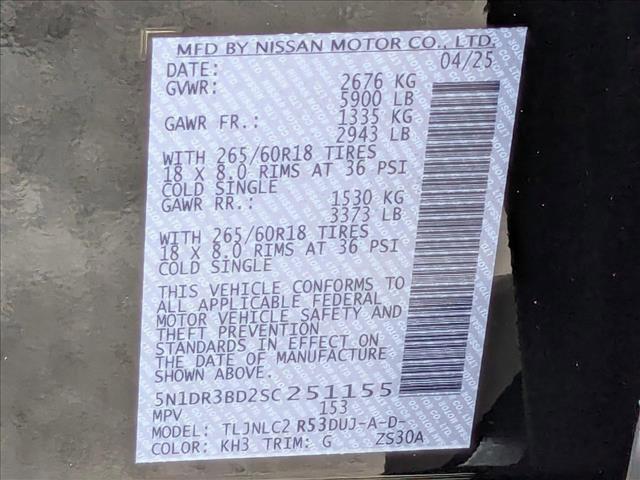 MFD BY NISSAN MOTOR CO., LTD.
DATE: 04/25
GVWR: 2676 KG
5900 LB
GAWR FR.: 1335 KG
2943 LB
WITH 265/60R18 TIRES
18 X 8.0 RIMS AT 36 PSI
COLD SINGLE
GAWR RR.: 1530 KG
3373 LB
WITH 265/60R18 TIRES
18 X 8.0 RIMS AT 36 PSI
COLD SINGLE
THIS VEHICLE CONFORMS TO
ALL APPLICABLE FEDERAL
MOTOR VEHICLE SAFETY AND
THEFT PREVENTION
STANDARDS IN EFFECT ON
THE DATE OF MANUFACTURE
SHOWN ABOVE.
5N1DR3BD2SC251155
MPV 153
MODEL: TLJNLC2 R53DUJ-A-D-
COLOR: KH3 TRIM: G ZS30A